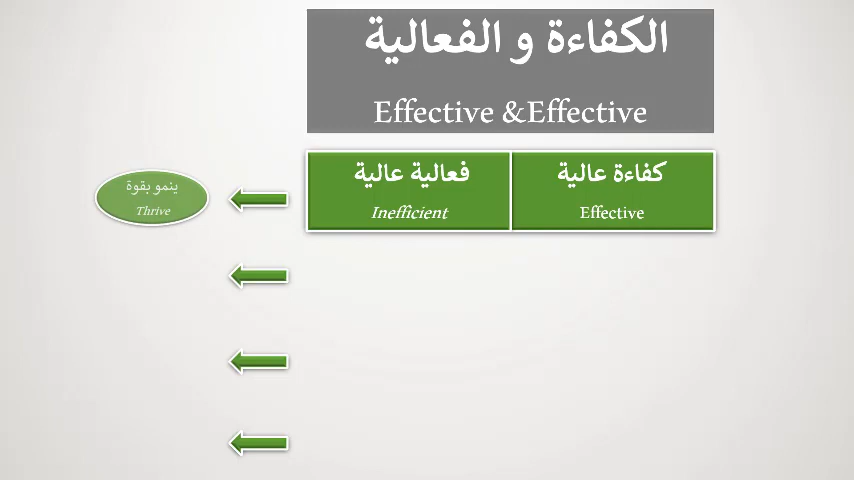 الكفاءة و الفعالية
Effective &Effective
كفاءة عالية
Effective
فعالية عالية
Inefficient
ينمو بقوة
Thrive